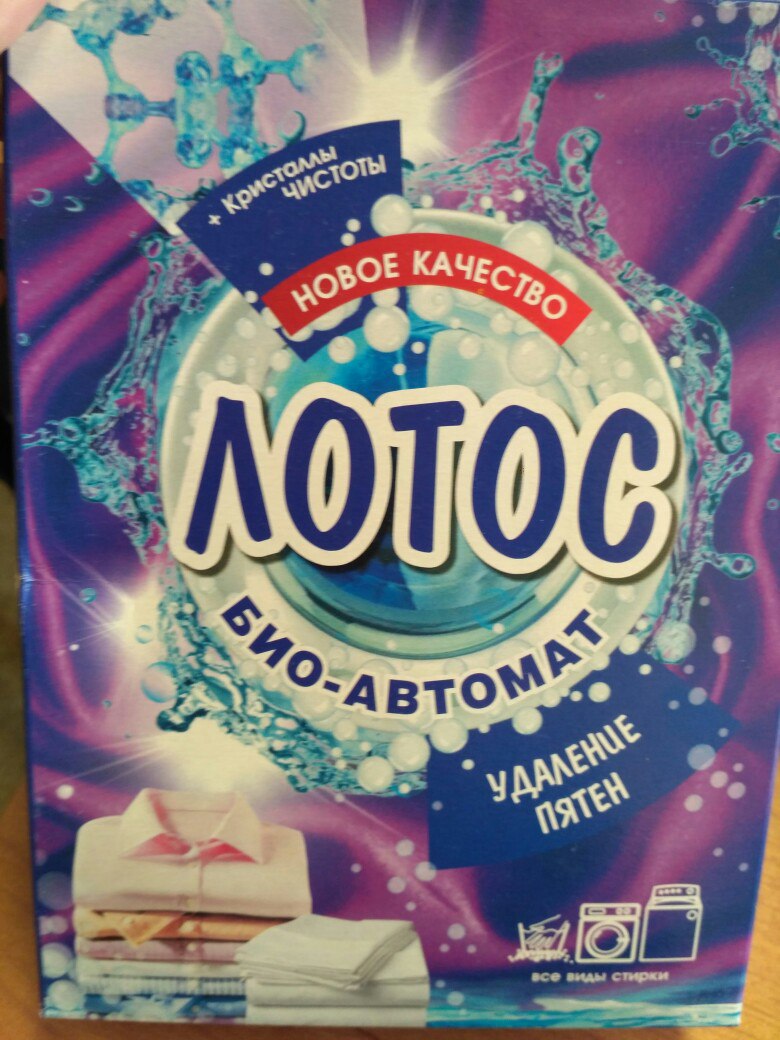 + Кристаллы
ЧИСТОТЫ
НОВОЕ КАЧЕСТВО
ЛОТОС
БИО-АВТОМАТ
УДАЛЕНИЕ
ПЯТЕН
все виды стирки